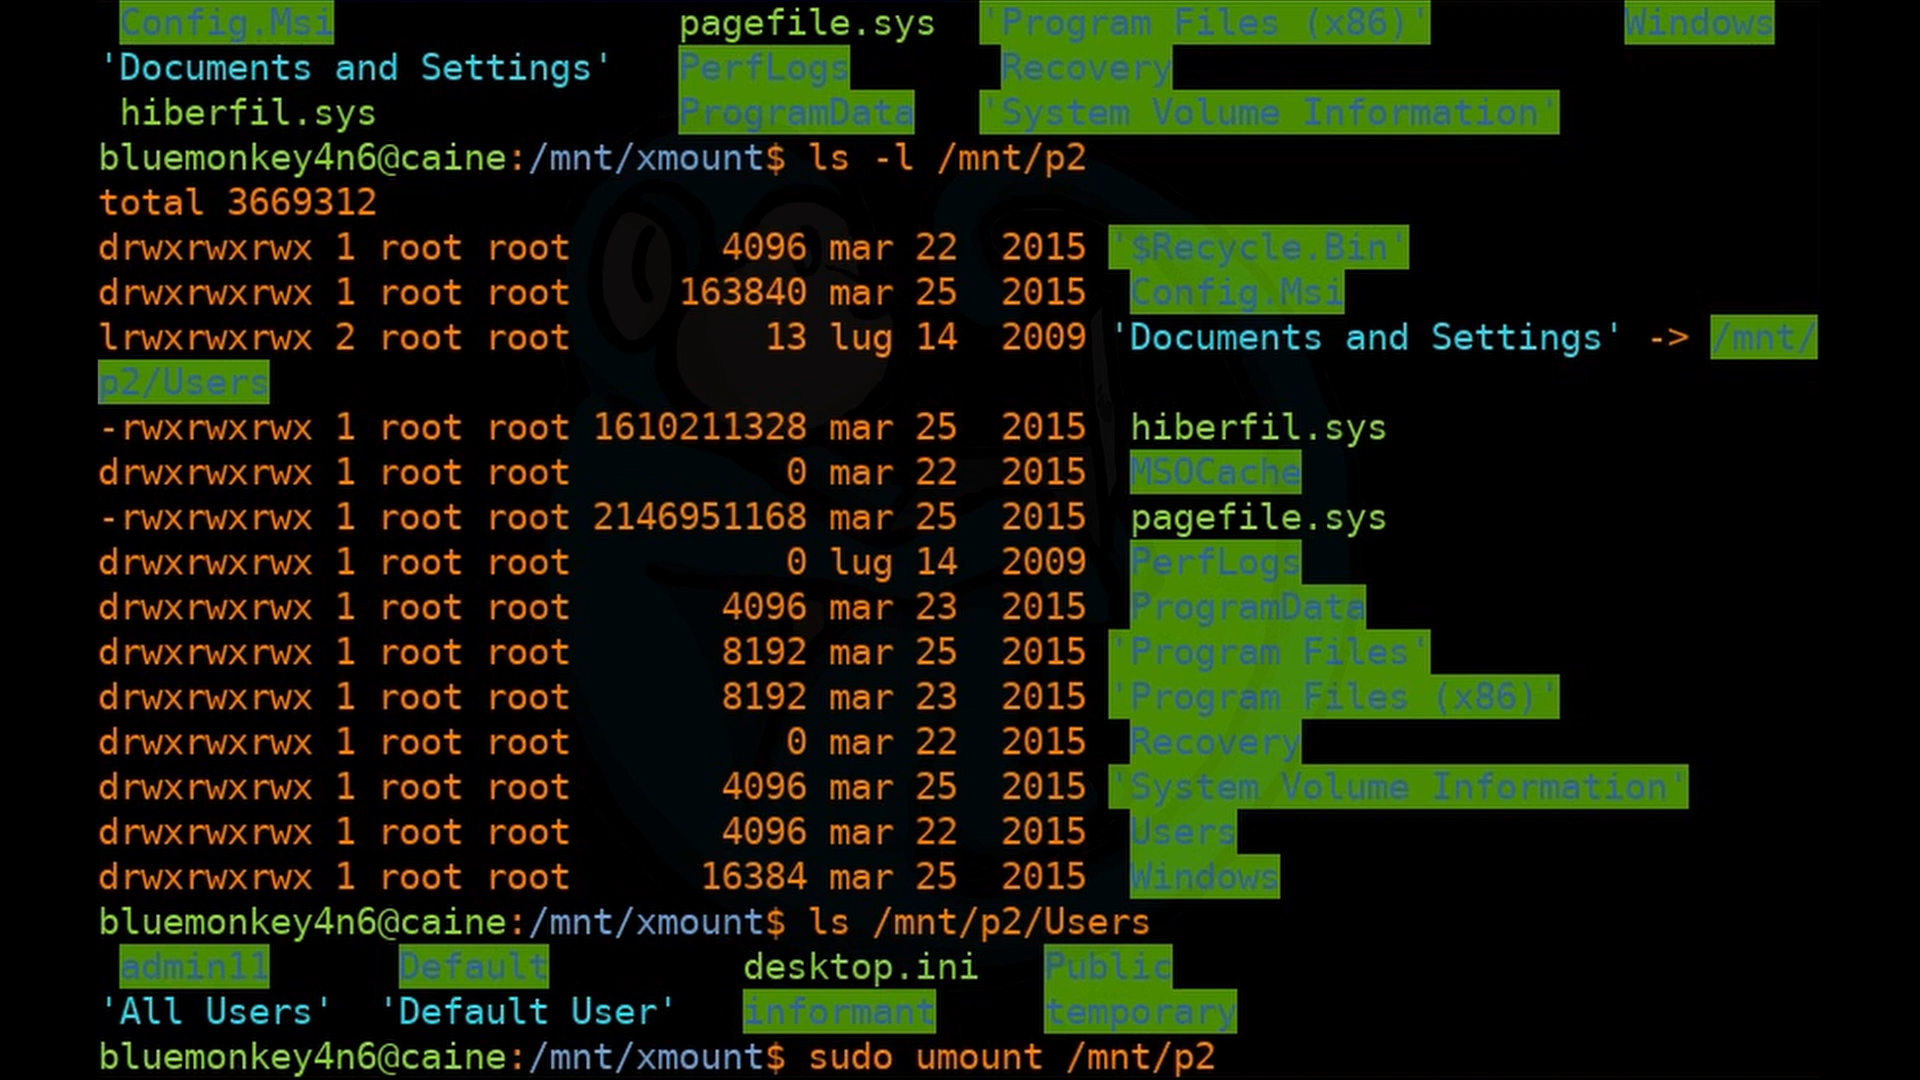 Config.Msi pagefile.sys 'Program Files (x86)' Windows
'Documents and Settings' PerfLogs Recovery
hiberfil.sys ProgramData 'System Volume Information'
bluemonkey4n6@caine:/mnt/xmount$ ls -l /mnt/p2
total 3669312
drwxrwxrwx 1 root root 4096 mar 22 2015 '$Recycle.Bin'
drwxrwxrwx 1 root root 163840 mar 25 2015 Config.Msi
lrwxrwxrwx 2 root root 13 lug 14 2009 'Documents and Settings' -> /mnt/
p2/Users
-rwxrwxrwx 1 root root 1610211328 mar 25 2015 hiberfil.sys
drwxrwxrwx 1 root root 0 mar 22 2015 MSOCache
-rwxrwxrwx 1 root root 2146951168 mar 25 2015 pagefile.sys
drwxrwxrwx 1 root root 0 lug 14 2009 PerfLogs
drwxrwxrwx 1 root root 4096 mar 23 2015 ProgramData
drwxrwxrwx 1 root root 8192 mar 25 2015 'Program Files'
drwxrwxrwx 1 root root 8192 mar 23 2015 'Program Files (x86)'
drwxrwxrwx 1 root root 0 mar 22 2015 Recovery
drwxrwxrwx 1 root root 4096 mar 25 2015 'System Volume Information'
drwxrwxrwx 1 root root 4096 mar 22 2015 Users
drwxrwxrwx 1 root root 16384 mar 25 2015 Windows
bluemonkey4n6@caine:/mnt/xmount$ ls /mnt/p2/Users
admin11 Default desktop.ini Public
'All Users' 'Default User' informant temporary
bluemonkey4n6@caine:/mnt/xmount$ sudo umount /mnt/p2